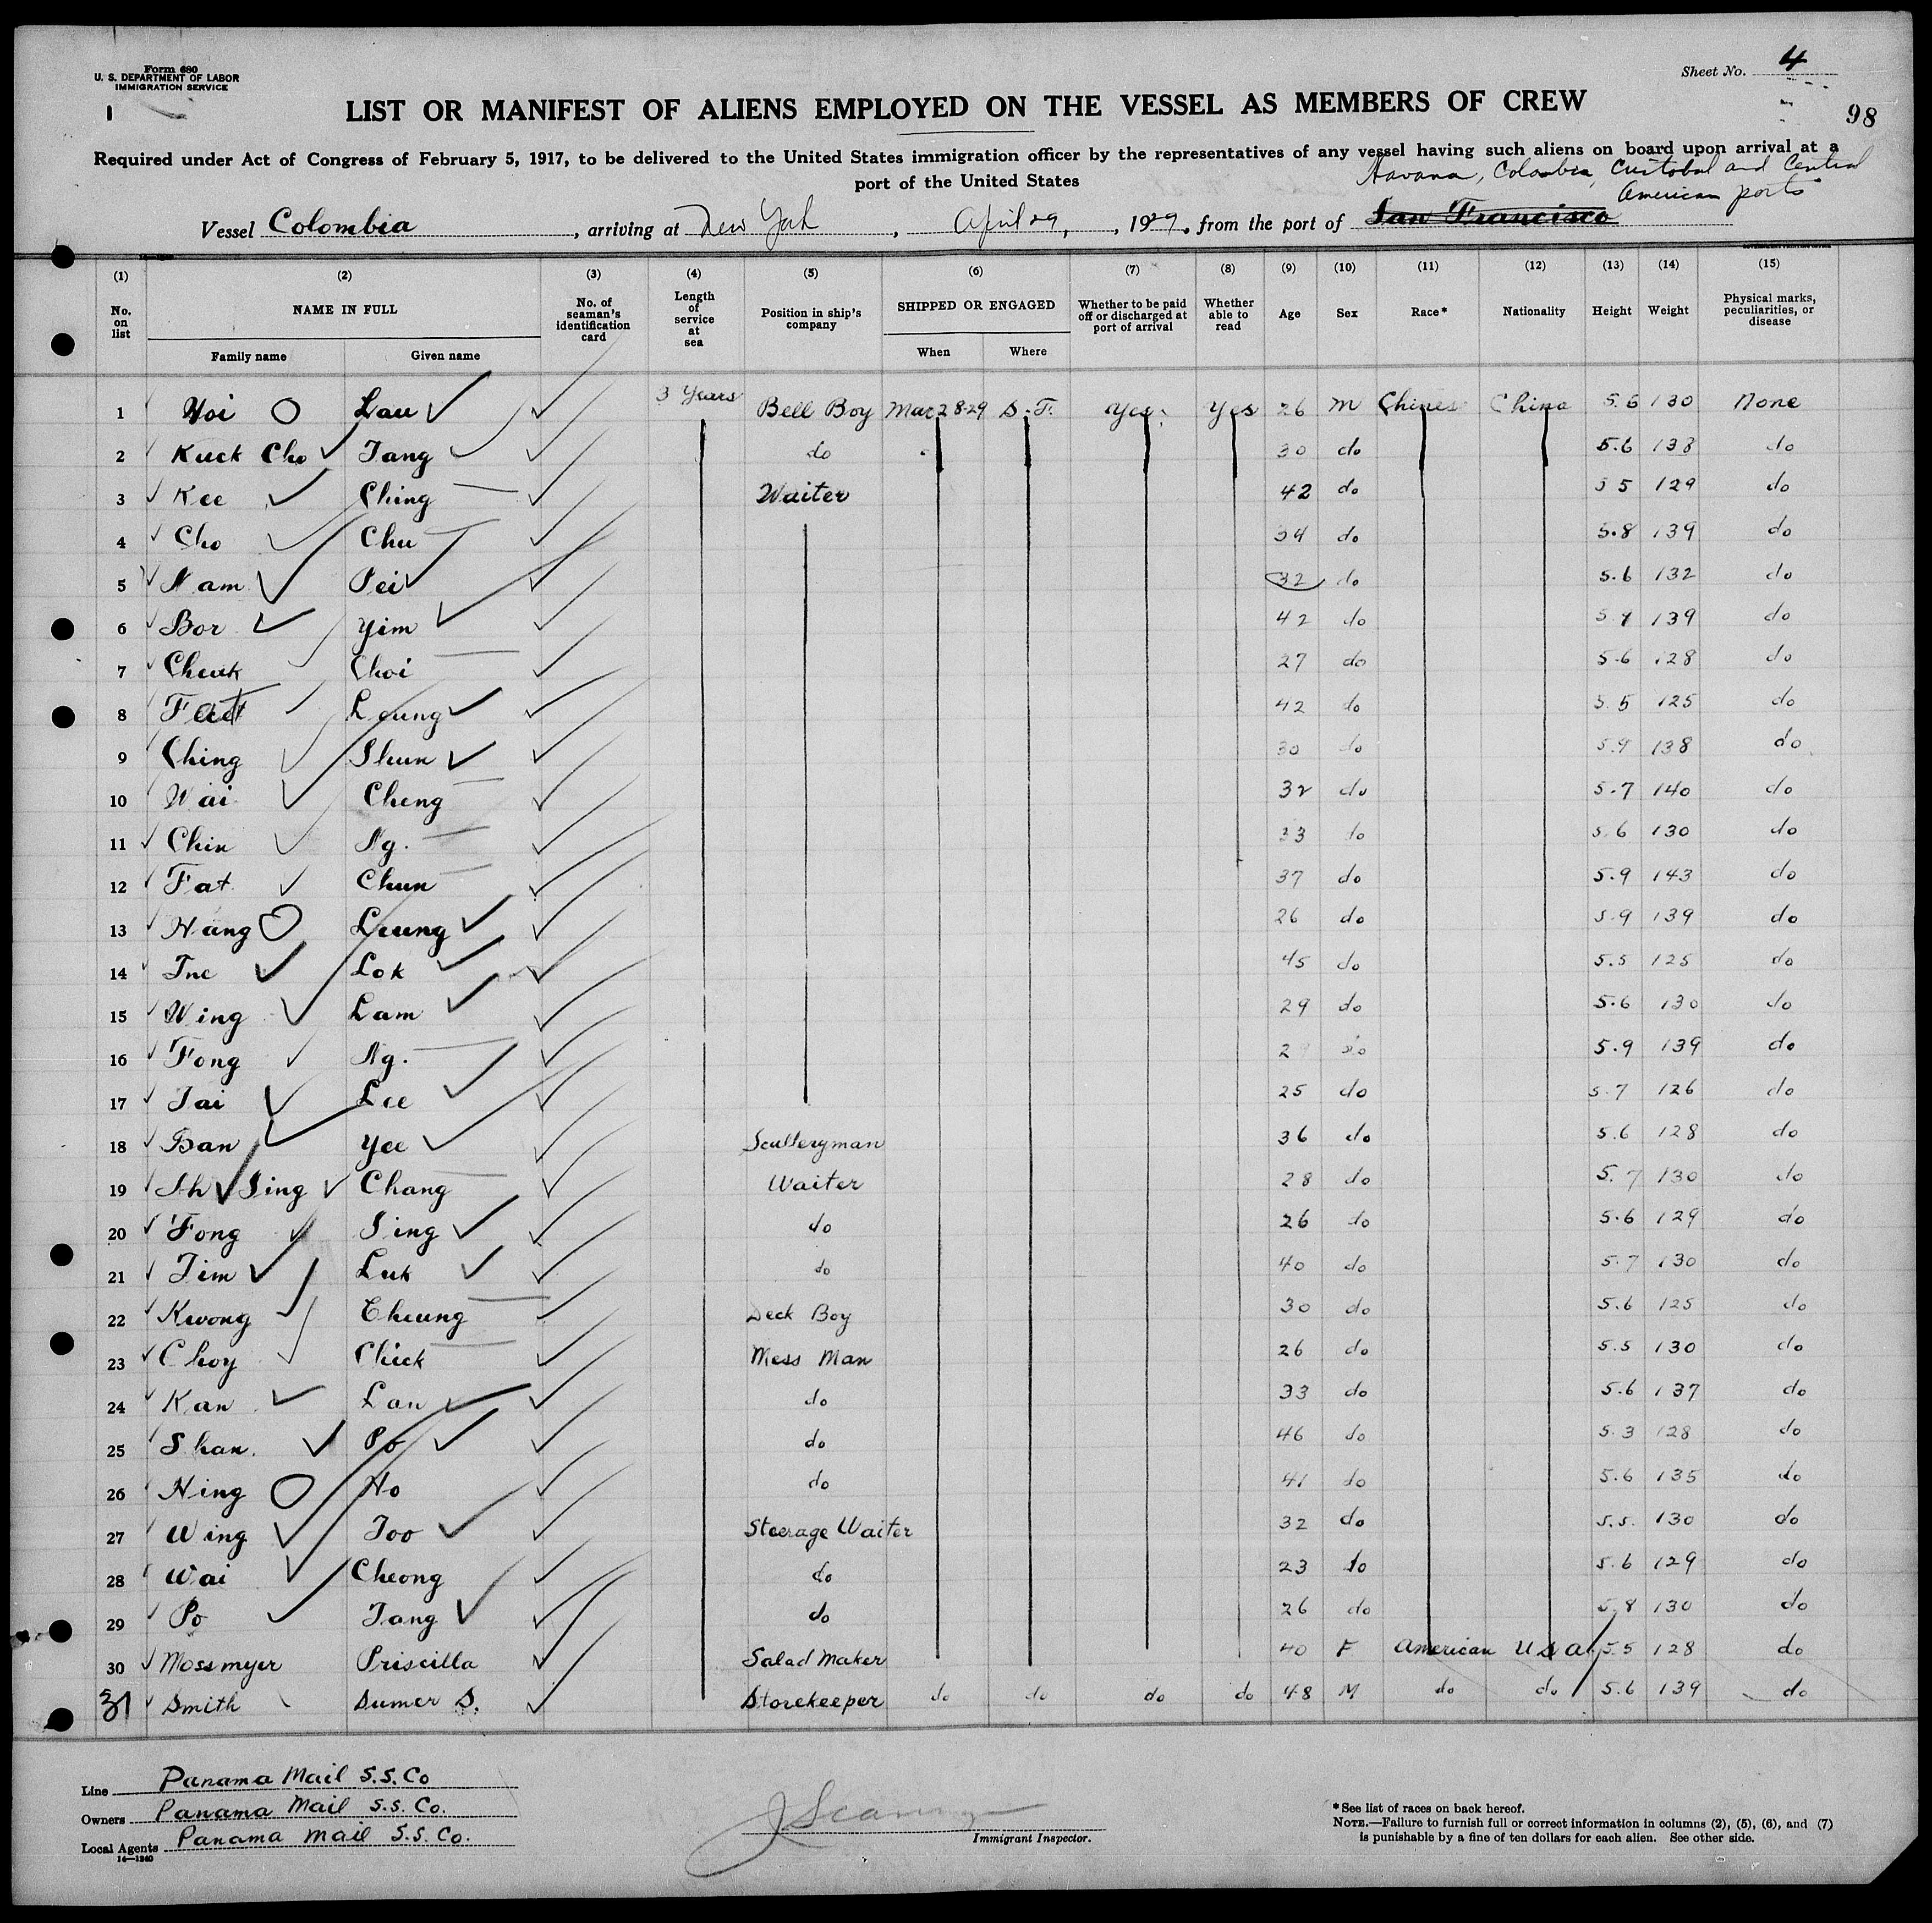 Form 680
U. S. DEPARTMENT OF LABOR
IMMIGRATION SERVICE
Sheet No. 4
98
LIST OR MANIFEST OF ALIENS EMPLOYED ON THE VESSEL AS MEMBERS OF CREW
Required under Act of Congress of February 5, 1917, to be delivered to the United States immigration officer by the representatives of any vessel having such aliens on board upon arrival at a
port of the United States
Havana, Colombia, Cristobal and Central
American ports
Vessel Colombia, arriving at New York, April 29, 1929, from the port of San Francisco
(1) (2) (3) (4) (5) (6) (7) (8) (9) (10) (11) (12) (13) (14) (15)
No. on list NAME IN FULL Family name Given name No. of seaman's identification card Length of service at sea Position in ship's company SHIPPED OR ENGAGED When Where Whether to be paid off or discharged at port of arrival Whether able to read Age Sex Race* Nationality Height Weight Physical marks, peculiarities, or disease
1 Yoi Lau 3 Years Bell Boy Mar 28-29 S.F. Yes Yes 26 M Chinese China 5.6 130 None
2 Kuck Cho Tang do 30 do 5.6 138 do
3 Kee Ching Waiter 42 do 5 5 129 do
4 Cho Chu 34 do 5.8 139 do
5 Nam Pei 32 do 5.6 132 do
6 Bor Yim 42 do 139 do
7 Cheuk Choi 27 do 5.6 128 do
8 Fat Leung 42 do 5.5 125 do
9 Ching Shun 30 do 5.9 138 do
10 Wai Cheng 32 do 5.7 140 do
11 Chin Ng. 33 do 5.6 130 do
12 Fat Chun 37 do 5.9 143 do
13 Hang Leung 26 do 5.9 139 do
14 Lok 45 do 5.5 125 do
15 Wing Lam 29 do 5.6 130 do
16 Fong Ng. do 5.9 139 do
17 Tai Lee 25 do 5.7 126 do
18 Ban Yee Sculleryman 36 do 5.6 128 do
19 Ah Sing Chang Waiter 28 do 5.7 130 do
20 Fong Sing do 26 do 5.6 129 do
21 Tim Luk do 40 do 5.7 130 do
22 Kwong Cheung Deck Boy 30 do 5.6 125 do
23 Choy Chick Mess Man 26 do 5.5 130 do
24 Kan Lau do 33 do 5.6 137 do
25 Shan. Po do 46 do 5.3 128 do
26 Hing Ho do 41 do 5.6 135 do
27 Wing Too Steerage Waiter 32 do 5.5. 130 do
28 Wai Cheong do 23 do 5.6 129 do
29 Po Tang do 26 do 5.8 130 do
30 Mossmyer Priscilla Salad Maker 40 F American U S A 5.5 128 do
31 Smith Sumer S. Storekeeper do do do do 48 M do do 5.6 139 do
Line Panama Mail S.S. Co
Owners Panama Mail S.S. Co.
Local Agents Panama Mail S.S. Co.
14—1240
Immigrant Inspector.
*See list of races on back hereof.
NOTE.—Failure to furnish full or correct information in columns (2), (5), (6), and (7)
is punishable by a fine of ten dollars for each alien. See other side.